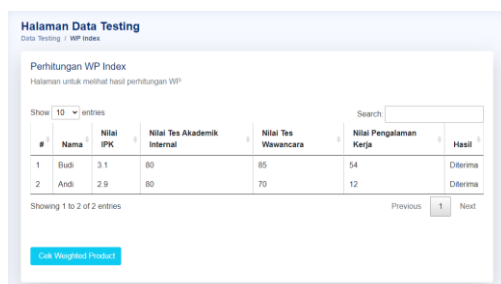 Halaman Data Testing
Data Testing / WP Index
Perhitungan WP Index
Halaman untuk melihat hasil perhitungan WP
Show 10 entries Search:
# Nama Nilai IPK Nilai Tes Akademik Internal Nilai Tes Wawancara Nilai Pengalaman Kerja Hasil
1 Budi 3.1 80 85 54 Diterima
2 Andi 2.9 80 70 12 Diterima
Showing 1 to 2 of 2 entries Previous 1 Next
Cek Weighted Product